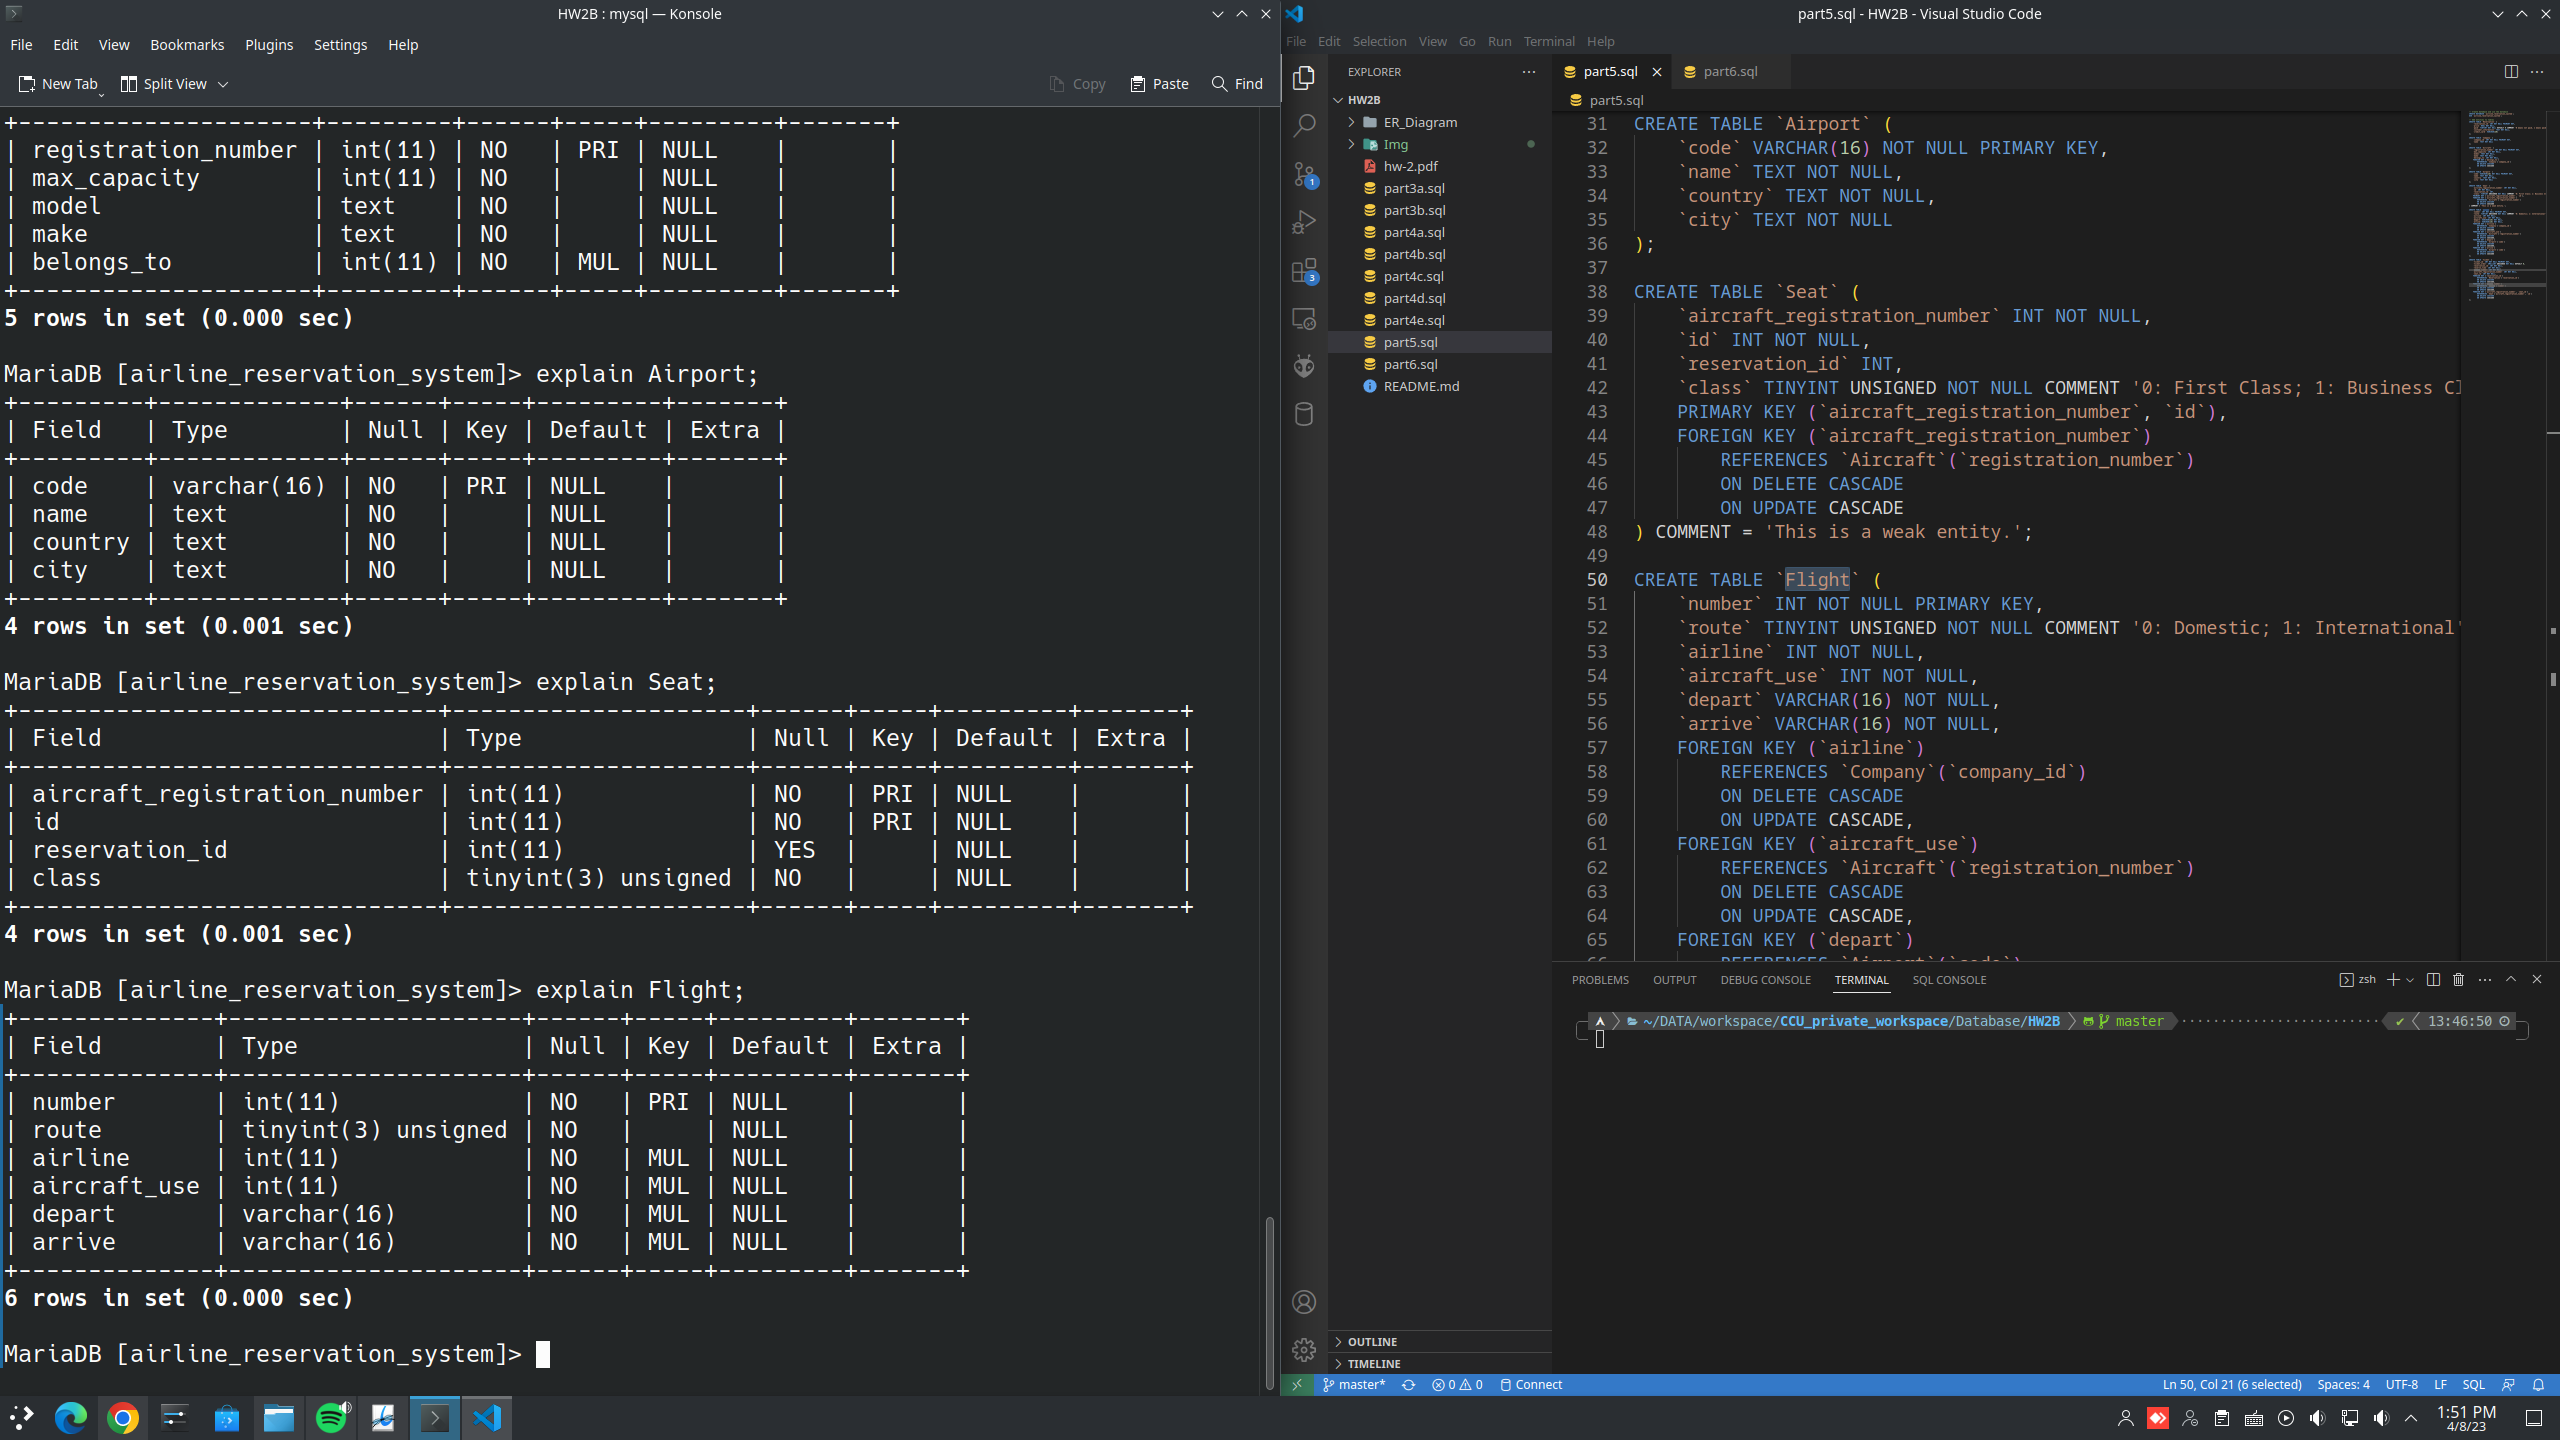 HW2B : mysql — Konsole
File Edit View Bookmarks Plugins Settings Help
New Tab Split View Copy Paste Find
+---------------------+---------+------+-----+---------+-------+
| registration_number | int(11) | NO   | PRI | NULL    |       |
| max_capacity        | int(11) | NO   |     | NULL    |       |
| model               | text    | NO   |     | NULL    |       |
| make                | text    | NO   |     | NULL    |       |
| belongs_to          | int(11) | NO   | MUL | NULL    |       |
+---------------------+---------+------+-----+---------+-------+
5 rows in set (0.000 sec)
MariaDB [airline_reservation_system]> explain Airport;
+---------+-------------+------+-----+---------+-------+
| Field   | Type        | Null | Key | Default | Extra |
+---------+-------------+------+-----+---------+-------+
| code    | varchar(16) | NO   | PRI | NULL    |       |
| name    | text        | NO   |     | NULL    |       |
| country | text        | NO   |     | NULL    |       |
| city    | text        | NO   |     | NULL    |       |
+---------+-------------+------+-----+---------+-------+
4 rows in set (0.001 sec)
MariaDB [airline_reservation_system]> explain Seat;
+------------------------------+---------------------+------+-----+---------+-------+
| Field                        | Type                | Null | Key | Default | Extra |
+------------------------------+---------------------+------+-----+---------+-------+
| aircraft_registration_number | int(11)             | NO   | PRI | NULL    |       |
| id                           | int(11)             | NO   | PRI | NULL    |       |
| reservation_id               | int(11)             | YES  |     | NULL    |       |
| class                        | tinyint(3) unsigned | NO   |     | NULL    |       |
+------------------------------+---------------------+------+-----+---------+-------+
4 rows in set (0.001 sec)
MariaDB [airline_reservation_system]> explain Flight;
+--------------+---------------------+------+-----+---------+-------+
| Field        | Type                | Null | Key | Default | Extra |
+--------------+---------------------+------+-----+---------+-------+
| number       | int(11)             | NO   | PRI | NULL    |       |
| route        | tinyint(3) unsigned | NO   |     | NULL    |       |
| airline      | int(11)             | NO   | MUL | NULL    |       |
| aircraft_use | int(11)             | NO   | MUL | NULL    |       |
| depart       | varchar(16)         | NO   | MUL | NULL    |       |
| arrive       | varchar(16)         | NO   | MUL | NULL    |       |
+--------------+---------------------+------+-----+---------+-------+
6 rows in set (0.000 sec)
MariaDB [airline_reservation_system]>
part5.sql - HW2B - Visual Studio Code
File Edit Selection View Go Run Terminal Help
EXPLORER
HW2B
ER_Diagram
Img
hw-2.pdf
part3a.sql
part3b.sql
part4a.sql
part4b.sql
part4c.sql
part4d.sql
part4e.sql
part5.sql
part6.sql
README.md
OUTLINE
TIMELINE
1
3
part5.sql part6.sql
part5.sql
31 CREATE TABLE `Airport` (
32     `code` VARCHAR(16) NOT NULL PRIMARY KEY,
33     `name` TEXT NOT NULL,
34     `country` TEXT NOT NULL,
35     `city` TEXT NOT NULL
36 );
37
38 CREATE TABLE `Seat` (
39     `aircraft_registration_number` INT NOT NULL,
40     `id` INT NOT NULL,
41     `reservation_id` INT,
42     `class` TINYINT UNSIGNED NOT NULL COMMENT '0: First Class; 1: Business Cl
43     PRIMARY KEY (`aircraft_registration_number`, `id`),
44     FOREIGN KEY (`aircraft_registration_number`)
45         REFERENCES `Aircraft`(`registration_number`)
46         ON DELETE CASCADE
47         ON UPDATE CASCADE
48 ) COMMENT = 'This is a weak entity.';
49
50 CREATE TABLE `Flight` (
51     `number` INT NOT NULL PRIMARY KEY,
52     `route` TINYINT UNSIGNED NOT NULL COMMENT '0: Domestic; 1: International'
53     `airline` INT NOT NULL,
54     `aircraft_use` INT NOT NULL,
55     `depart` VARCHAR(16) NOT NULL,
56     `arrive` VARCHAR(16) NOT NULL,
57     FOREIGN KEY (`airline`)
58         REFERENCES `Company`(`company_id`)
59         ON DELETE CASCADE
60         ON UPDATE CASCADE,
61     FOREIGN KEY (`aircraft_use`)
62         REFERENCES `Aircraft`(`registration_number`)
63         ON DELETE CASCADE
64         ON UPDATE CASCADE,
65     FOREIGN KEY (`depart`)
66         REFERENCES `Airport`(`code`)
PROBLEMS OUTPUT DEBUG CONSOLE TERMINAL SQL CONSOLE zsh
~/DATA/workspace/CCU_private_workspace/Database/HW2B master ✔ 13:46:50
master* 0 0 Connect Ln 50, Col 21 (6 selected) Spaces: 4 UTF-8 LF SQL
1:51 PM
4/8/23